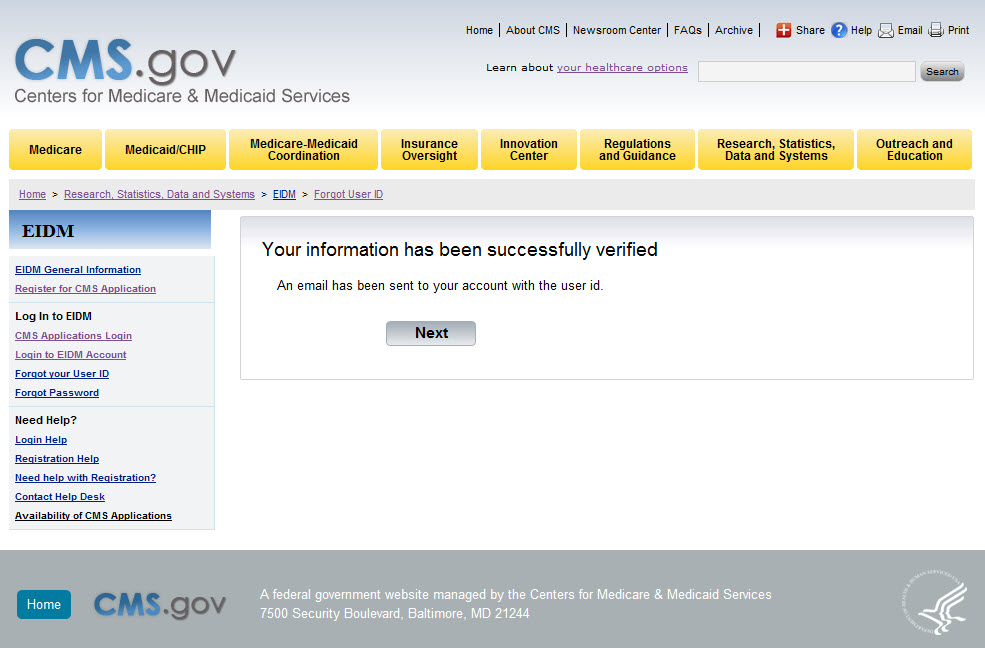 Home | About CMS | Newsroom Center | FAQs | Archive | Share Help Email Print
CMS.gov
Centers for Medicare & Medicaid Services
Learn about your healthcare options Search
Medicare
Medicaid/CHIP
Medicare-Medicaid
Coordination
Insurance
Oversight
Innovation
Center
Regulations
and Guidance
Research, Statistics,
Data and Systems
Outreach and
Education
Home > Research, Statistics, Data and Systems > EIDM > Forgot User ID
EIDM
EIDM General Information
Register for CMS Application
Log In to EIDM
CMS Applications Login
Login to EIDM Account
Forgot your User ID
Forgot Password
Need Help?
Login Help
Registration Help
Need help with Registration?
Contact Help Desk
Availability of CMS Applications
Your information has been successfully verified
An email has been sent to your account with the user id.
Next
Home
CMS.gov
A federal government website managed by the Centers for Medicare & Medicaid Services
7500 Security Boulevard, Baltimore, MD 21244